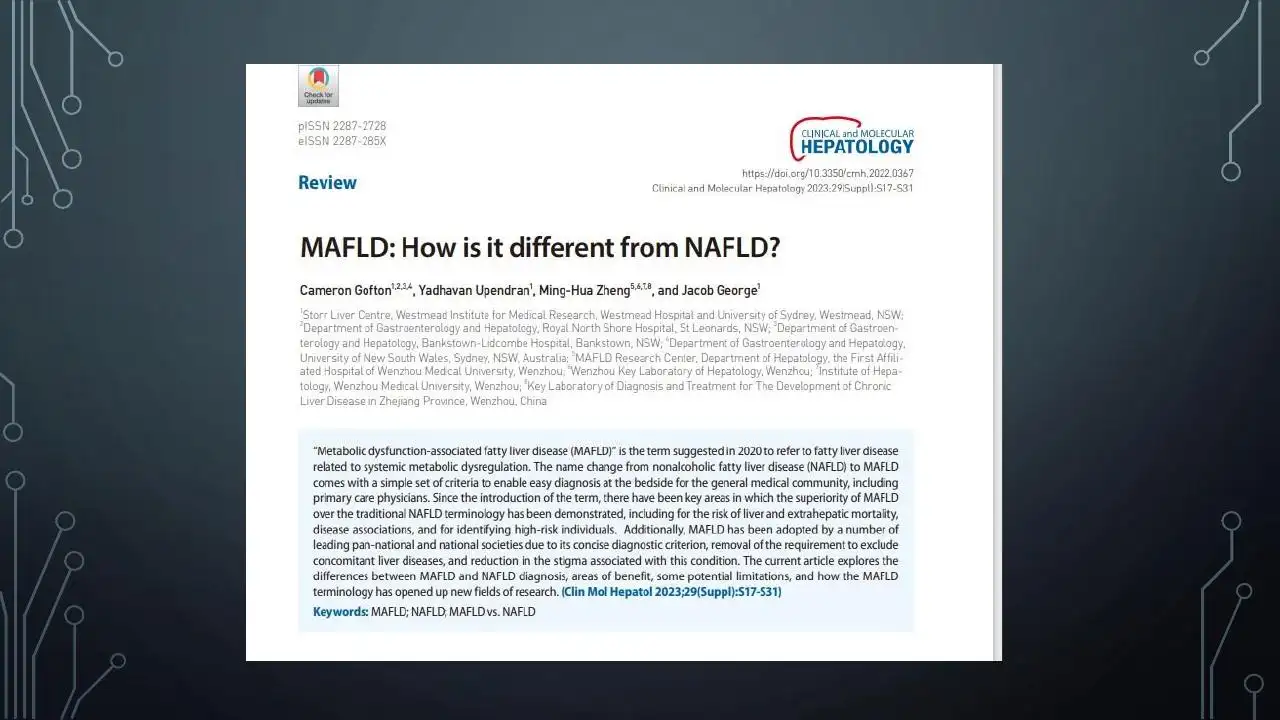 Check for
updates
pISSN 2287-2728
eISSN 2287-285X
CLINICAL and MOLECULAR
HEPATOLOGY
https://doi.org/10.3350/cmh.2022.0367
Clinical and Molecular Hepatology 2023;29(Suppl):S17-S31
Review
MAFLD: How is it different from NAFLD?
Cameron Gofton1,2,3,4, Yadhavan Upendran1, Ming-Hua Zheng5,6,7,8, and Jacob George1
1Storr Liver Centre, Westmead Institute for Medical Research, Westmead Hospital and University of Sydney, Westmead, NSW;
2Department of Gastroenterology and Hepatology, Royal North Shore Hospital, St Leonards, NSW; 3Department of Gastroen-
terology and Hepatology, Bankstown-Lidcombe Hospital, Bankstown, NSW; 4Department of Gastroenterology and Hepatology,
University of New South Wales, Sydney, NSW, Australia; 5MAFLD Research Center, Department of Hepatology, the First Affili-
ated Hospital of Wenzhou Medical University, Wenzhou; 6Wenzhou Key Laboratory of Hepatology, Wenzhou; 7Institute of Hepa-
tology, Wenzhou Medical University, Wenzhou; 8Key Laboratory of Diagnosis and Treatment for The Development of Chronic
Liver Disease in Zhejiang Province, Wenzhou, China
“Metabolic dysfunction-associated fatty liver disease (MAFLD)” is the term suggested in 2020 to refer to fatty liver disease
related to systemic metabolic dysregulation. The name change from nonalcoholic fatty liver disease (NAFLD) to MAFLD
comes with a simple set of criteria to enable easy diagnosis at the bedside for the general medical community, including
primary care physicians. Since the introduction of the term, there have been key areas in which the superiority of MAFLD
over the traditional NAFLD terminology has been demonstrated, including for the risk of liver and extrahepatic mortality,
disease associations, and for identifying high-risk individuals. Additionally, MAFLD has been adopted by a number of
leading pan-national and national societies due to its concise diagnostic criterion, removal of the requirement to exclude
concomitant liver diseases, and reduction in the stigma associated with this condition. The current article explores the
differences between MAFLD and NAFLD diagnosis, areas of benefit, some potential limitations, and how the MAFLD
terminology has opened up new fields of research. (Clin Mol Hepatol 2023;29(Suppl):S17-S31)
Keywords: MAFLD; NAFLD; MAFLD vs. NAFLD